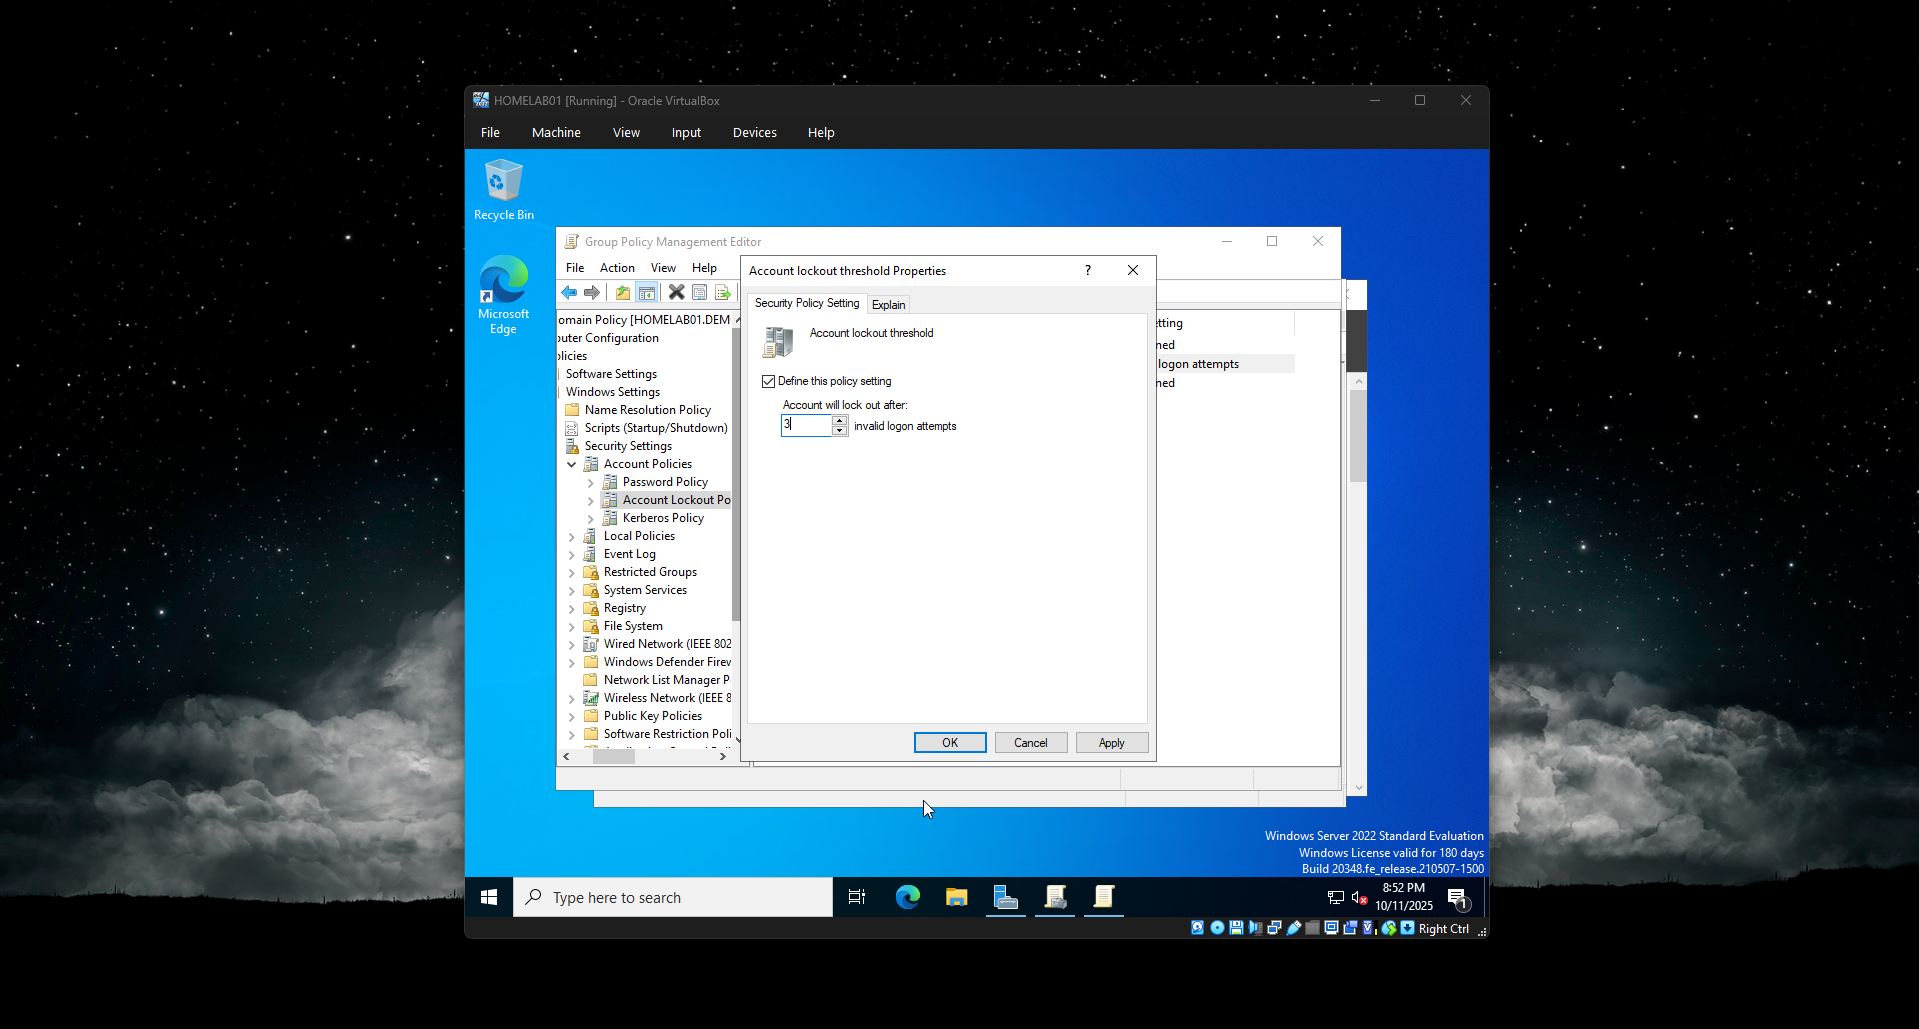 HOMELAB01 [Running] - Oracle VirtualBox
File Machine View Input Devices Help
Recycle Bin
Microsoft
Edge
Group Policy Management Editor
File Action View Help
Account lockout threshold Properties
?
Security Policy Setting Explain
Account lockout threshold
Define this policy setting
Account will lock out after:
3 invalid logon attempts
OK Cancel Apply
omain Policy [HOMELAB01.DEM
uter Configuration
licies
Software Settings
Windows Settings
Name Resolution Policy
Scripts (Startup/Shutdown)
Security Settings
Account Policies
Password Policy
Account Lockout Po
Kerberos Policy
Local Policies
Event Log
Restricted Groups
System Services
Registry
File System
Wired Network (IEEE 802
Windows Defender Firew
Network List Manager P
Wireless Network (IEEE 8
Public Key Policies
Software Restriction Poli
etting
ned
logon attempts
ned
Windows Server 2022 Standard Evaluation
Windows License valid for 180 days
Build 20348.fe_release.210507-1500
Type here to search
8:52 PM
10/11/2025
1
Right Ctrl